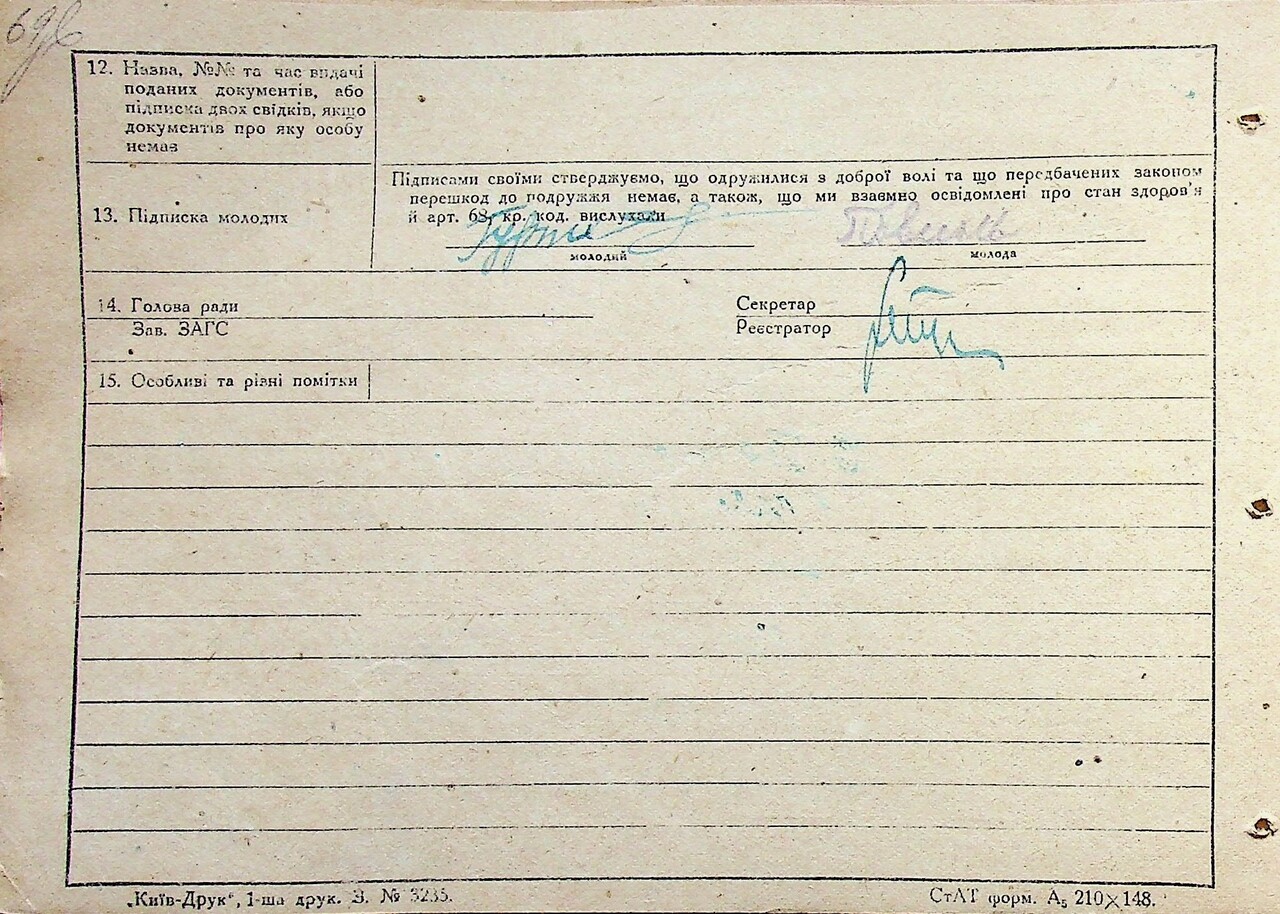 69
12. Назва, №№ та час видачі
поданих документів, або
підписка двох свідків, якщо
документів про яку особу
немає
13. Підписка молодих
Підписами своїми стверджуємо, що одружилися з доброї волі та що передбачених законом
перешкод до подружжя немає, а також, що ми взаємно освідомлені про стан здоров'я
й арт. 68, кр. код. вислухали
молодий
молода
14. Голова ради
Зав. ЗАГС
Секретар
Реєстратор
15. Особливі та різні помітки
„Київ-Друк“, 1-ша друк. З. № 3235.
СтАТ форм. А₅ 210×148.